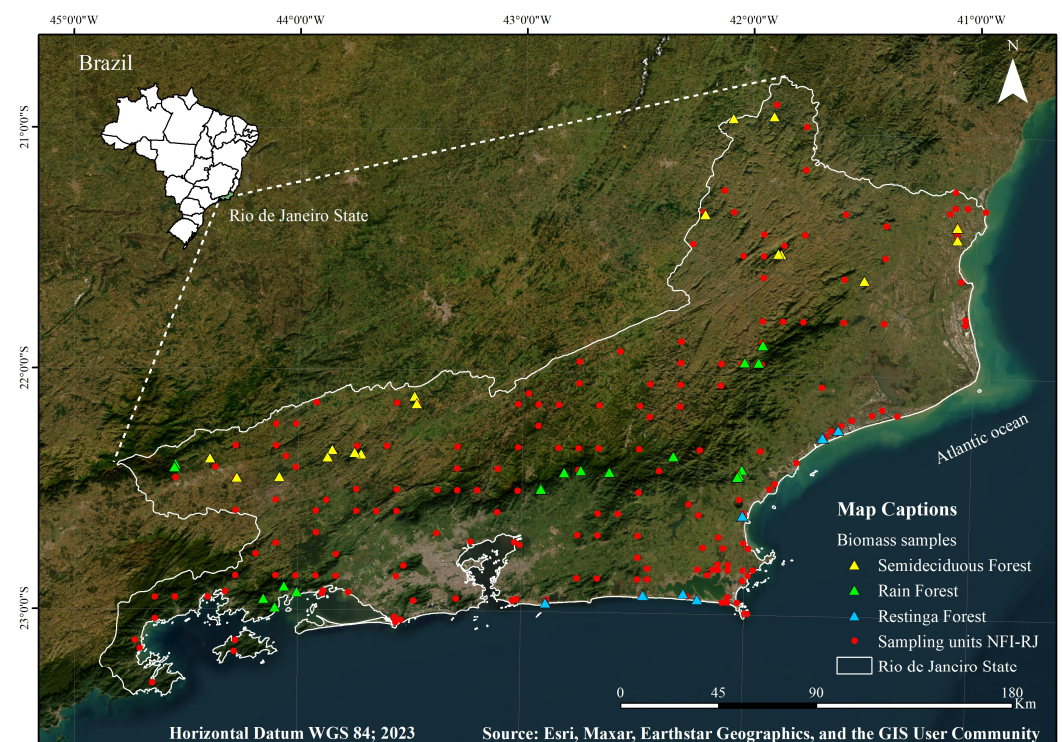 45°0'0"W 44°0'0"W 43°0'0"W 42°0'0"W 41°0'0"W
Brazil
N
21°0'0"S
Rio de Janeiro State
22°0'0"S
Atlantic ocean
Map Captions
Biomass samples
Semideciduous Forest
Rain Forest
Restinga Forest
Sampling units NFI-RJ
Rio de Janeiro State
23°0'0"S
0 45 90 180
Km
Horizontal Datum WGS 84; 2023 Source: Esri, Maxar, Earthstar Geographics, and the GIS User Community